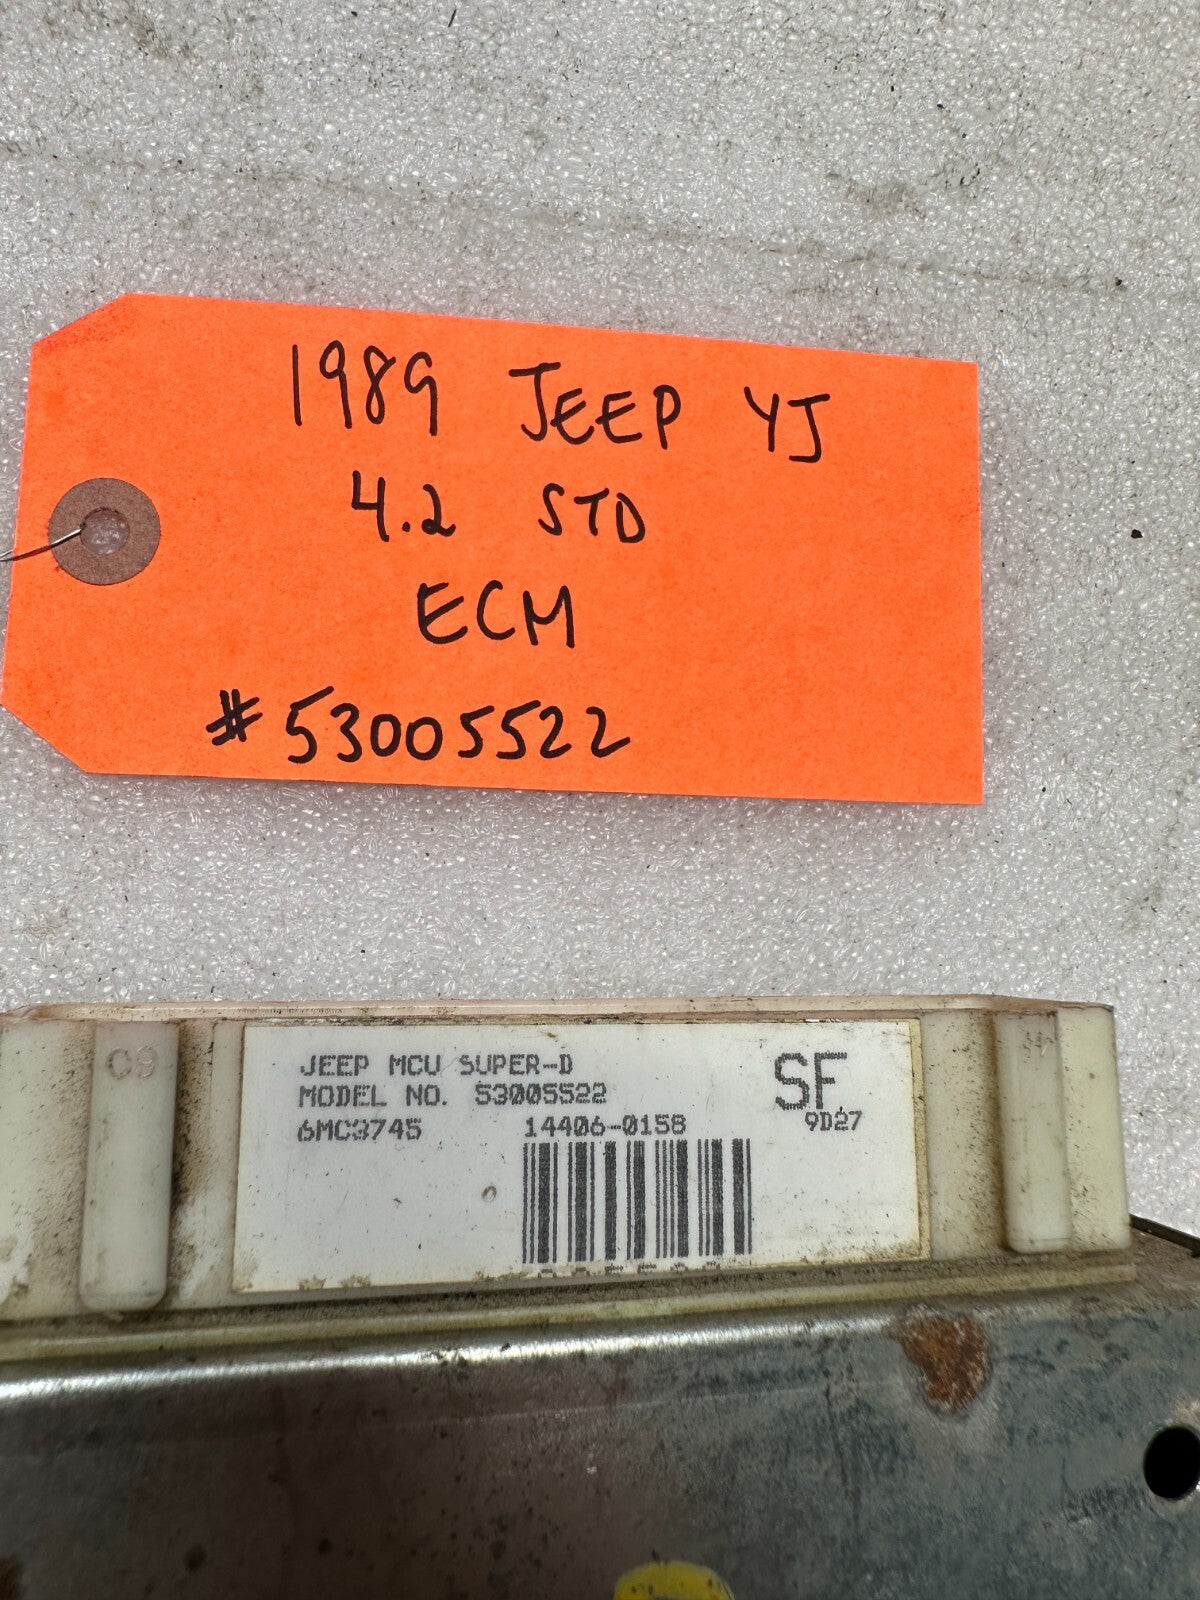 1989 JEEP YJ
4.2 STD
ECM
#53005522
JEEP MCU SUPER-D
MODEL NO. 53005522
6MC3745 14406-0158
SF
9D27